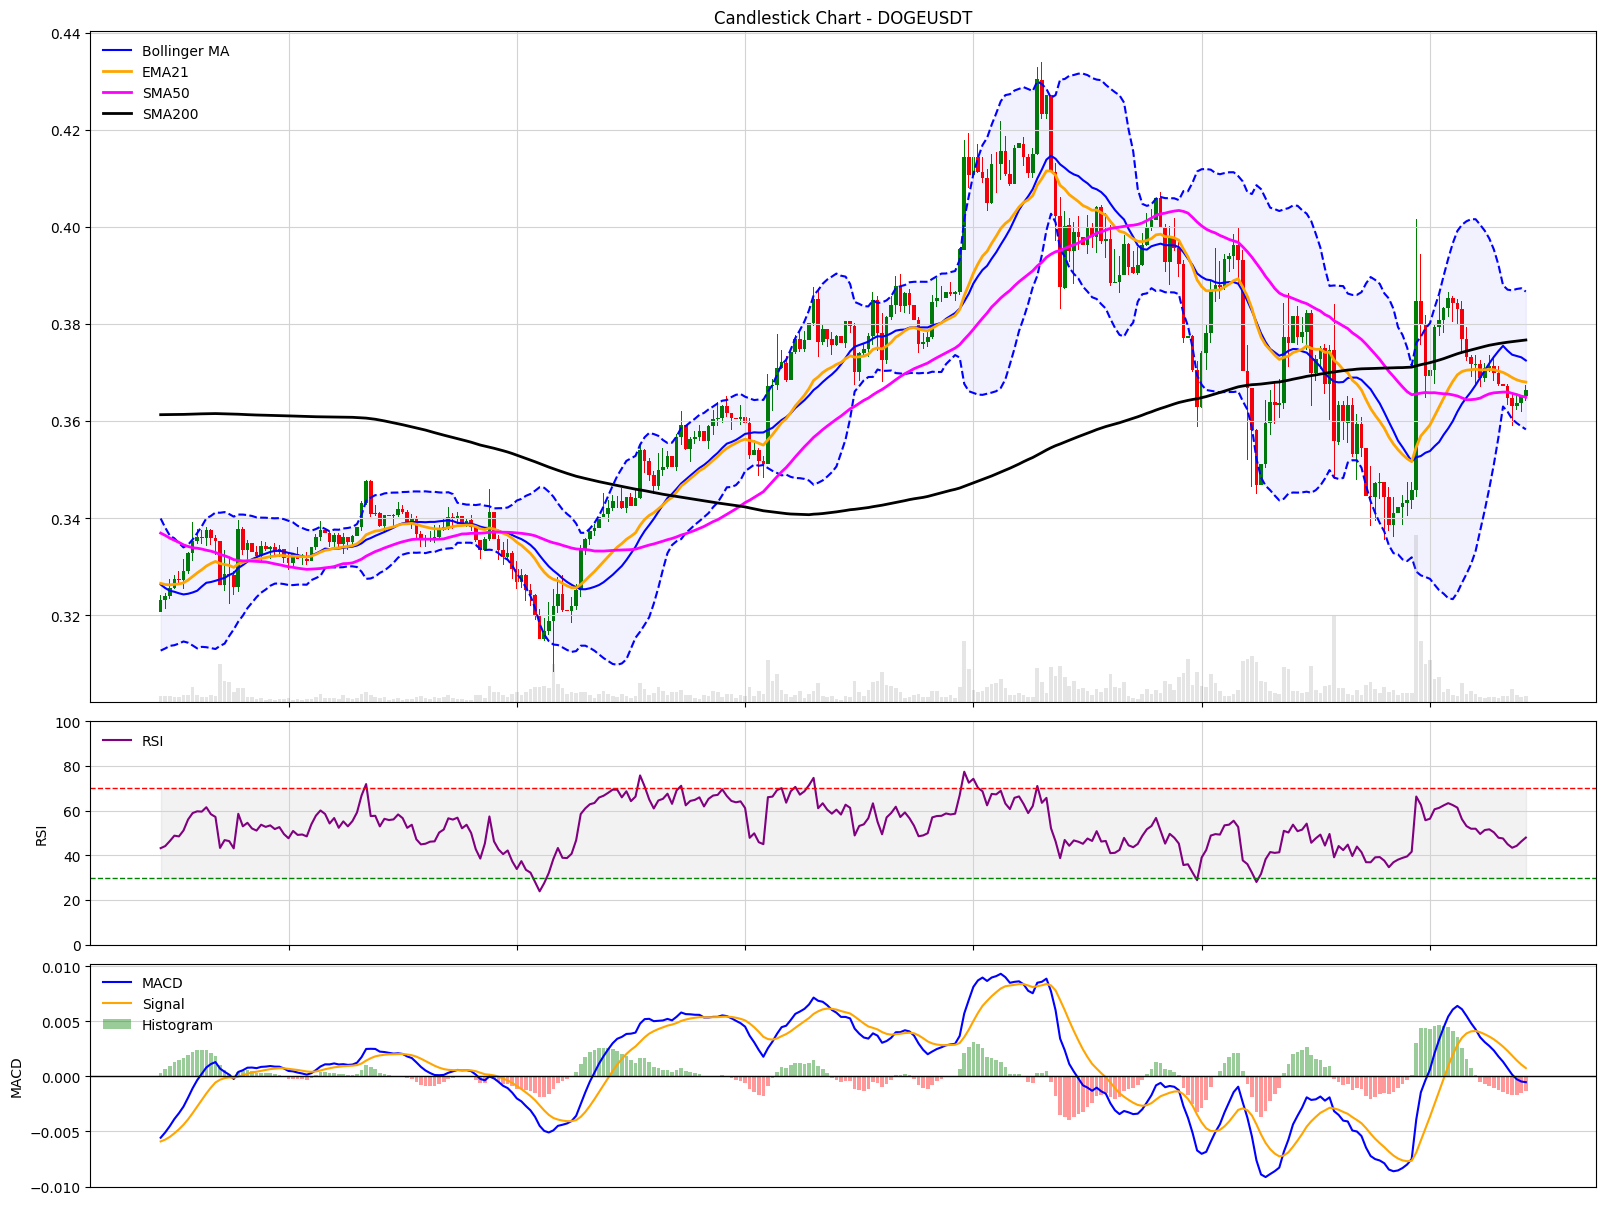 Candlestick Chart - DOGEUSDT
Bollinger MA
EMA21
SMA50
SMA200
0.44
0.42
0.40
0.38
0.36
0.34
0.32
RSI
RSI
100
80
60
40
20
0
MACD
MACD
Signal
Histogram
0.010
0.005
0.000
−0.005
−0.010